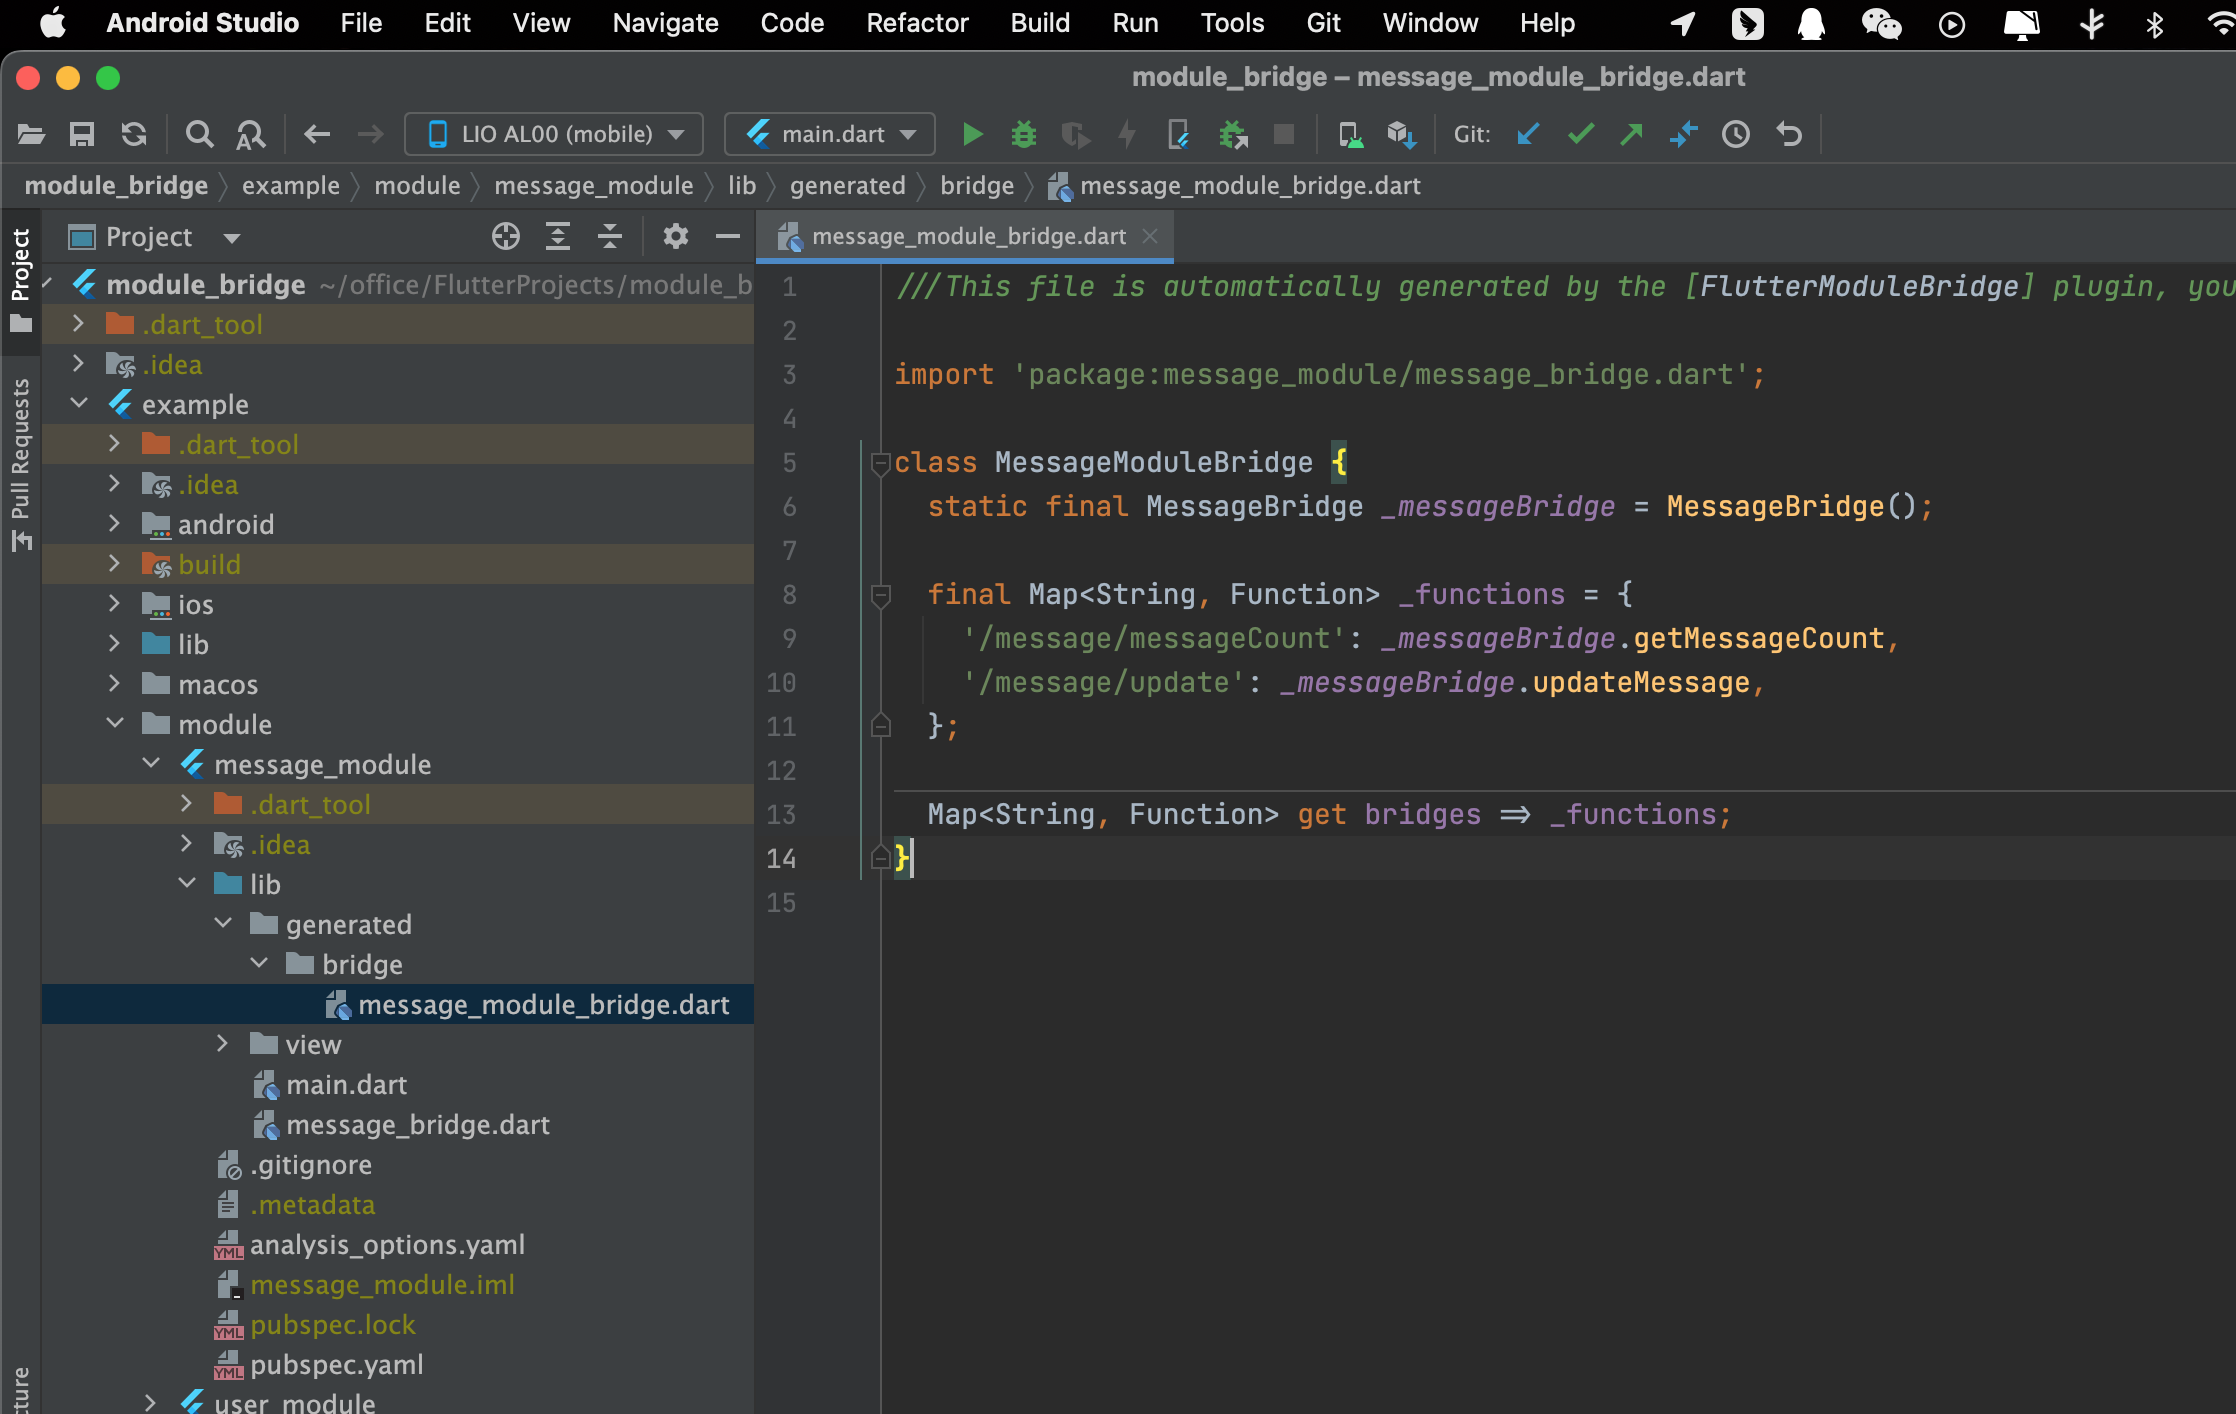 Android Studio File Edit View Navigate Code Refactor Build Run Tools Git Window Help
module_bridge – message_module_bridge.dart
LIO AL00 (mobile) main.dart Git:
module_bridge example module message_module lib generated bridge message_module_bridge.dart
Project
Pull Requests
Project
module_bridge ~/office/FlutterProjects/module_b
.dart_tool
.idea
example
.dart_tool
.idea
android
build
ios
lib
macos
module
message_module
.dart_tool
.idea
lib
generated
bridge
message_module_bridge.dart
view
main.dart
message_bridge.dart
.gitignore
.metadata
analysis_options.yaml
message_module.iml
pubspec.lock
pubspec.yaml
user_module
cture
message_module_bridge.dart
1 ///This file is automatically generated by the [FlutterModuleBridge] plugin, you
2
3 import 'package:message_module/message_bridge.dart';
4
5 class MessageModuleBridge {
6 static final MessageBridge _messageBridge = MessageBridge();
7
8 final Map<String, Function> _functions = {
9 '/message/messageCount': _messageBridge.getMessageCount,
10 '/message/update': _messageBridge.updateMessage,
11 };
12
13 Map<String, Function> get bridges => _functions;
14 }
15